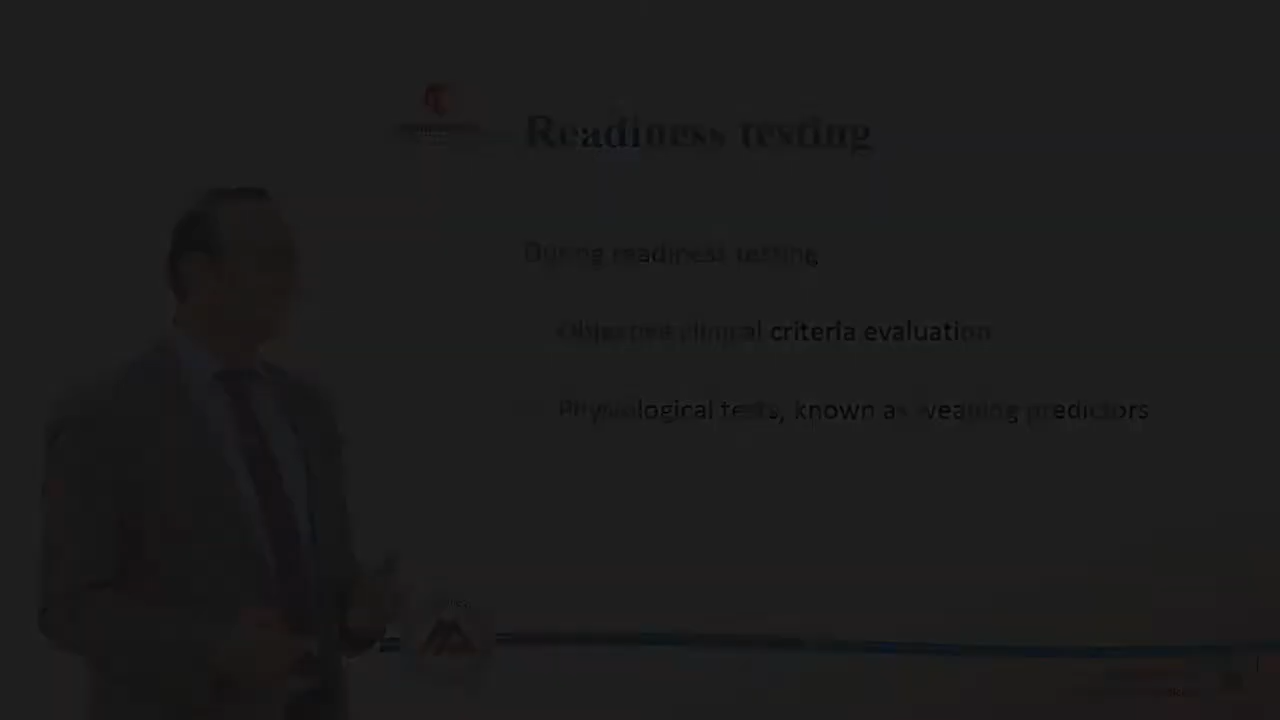 Readiness testing
During readiness testing
Objective clinical criteria evaluation
Physiological tests, known as weaning predictors